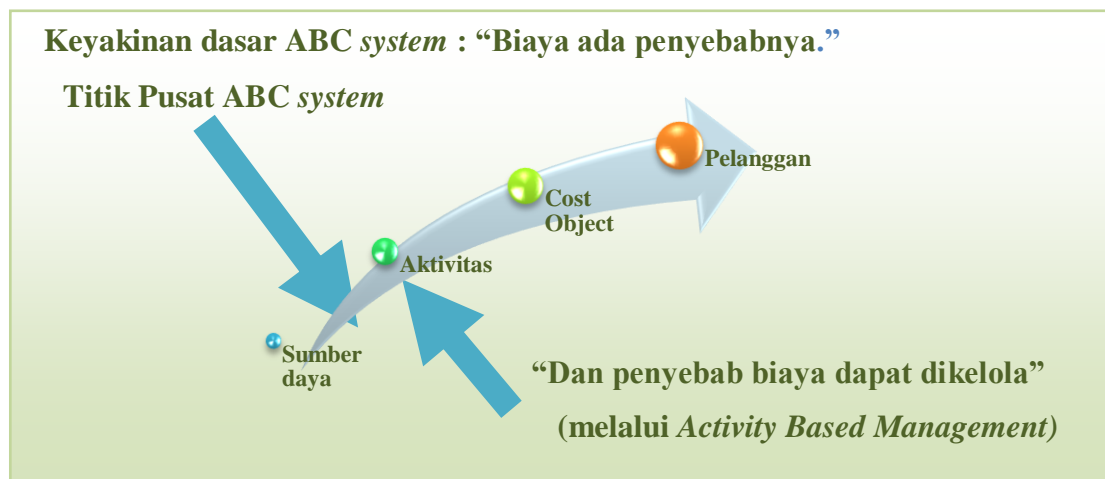 Keyakinan dasar ABC system : “Biaya ada penyebabnya.”
Titik Pusat ABC system
Pelanggan
Cost
Object
Aktivitas
Sumber
daya
“Dan penyebab biaya dapat dikelola”
(melalui Activity Based Management)